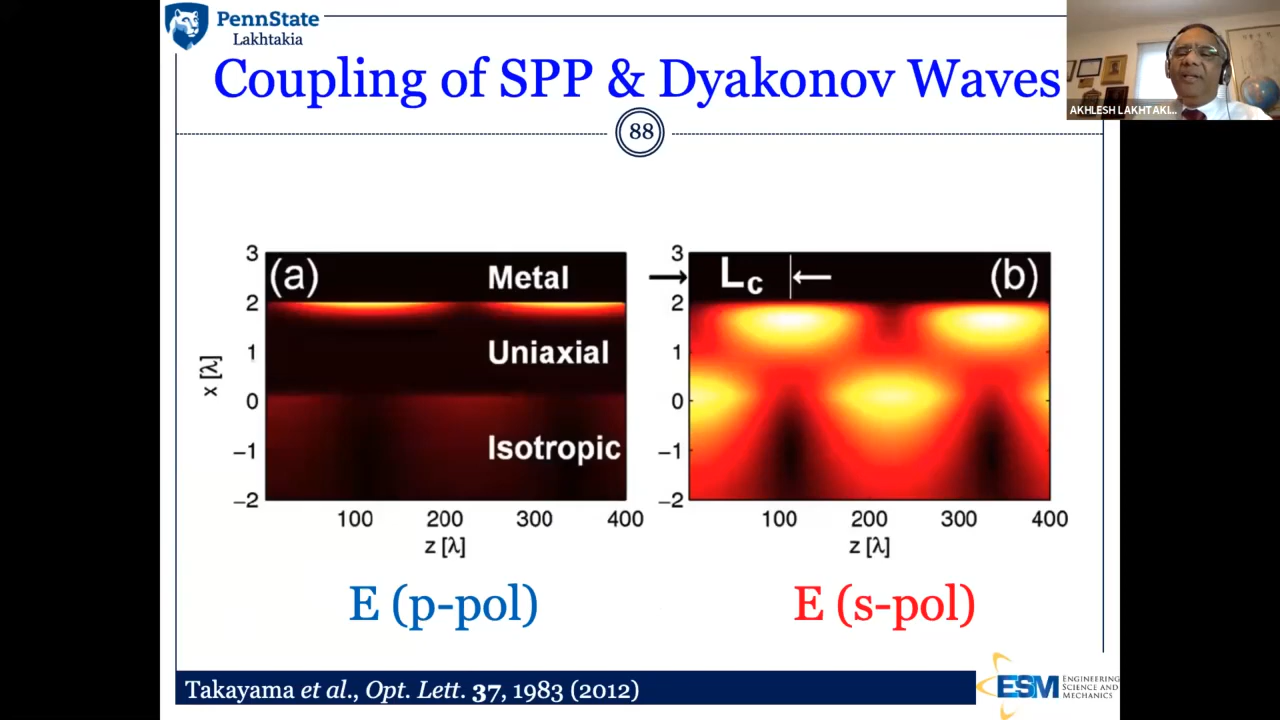 PennState
Lakhtakia
Coupling of SPP & Dyakonov Waves
AKHLESH LAKHTAKI...
88
3
2
1
0
−1
−2
x [λ]
(a)
Metal
Uniaxial
Isotropic
100 200 300 400
z [λ]
3
2
1
0
−1
−2
Lc
(b)
100 200 300 400
z [λ]
E (p-pol)
E (s-pol)
Takayama et al., Opt. Lett. 37, 1983 (2012)
ESM
ENGINEERING
SCIENCE AND
MECHANICS